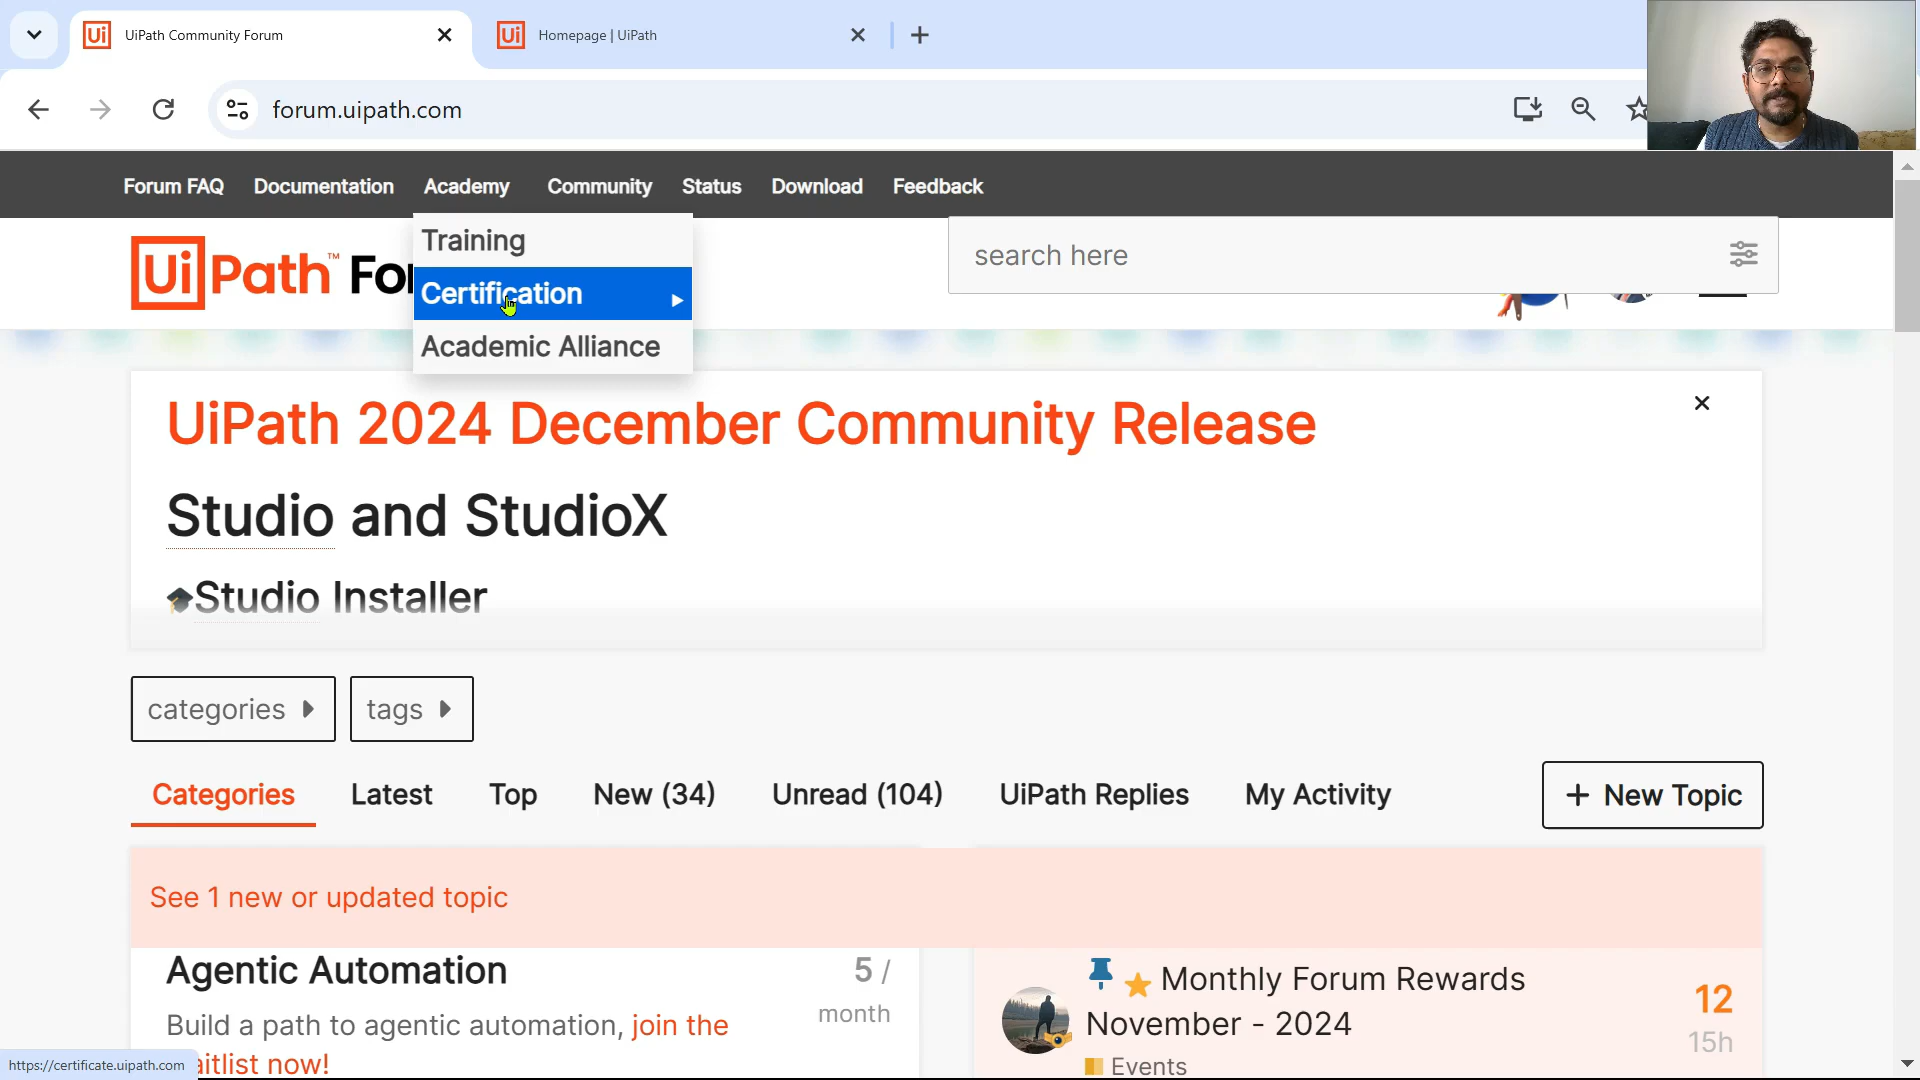 Ui UiPath Community Forum
Ui Homepage | UiPath
forum.uipath.com
Forum FAQ Documentation Academy Community Status Download Feedback
Training
Certification
Academic Alliance
UiPath™ For
search here
UiPath 2024 December Community Release
Studio and StudioX
Studio Installer
categories
tags
Categories Latest Top New (34) Unread (104) UiPath Replies My Activity + New Topic
See 1 new or updated topic
Agentic Automation
5 /
month
Build a path to agentic automation, join the
aitlist now!
Monthly Forum Rewards
November - 2024
Events
12
15h
https://certificate.uipath.com